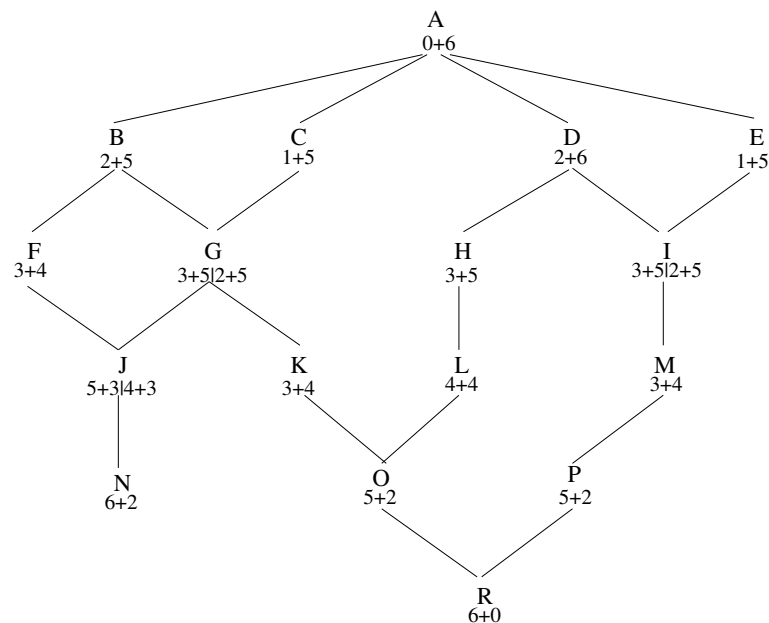 A
0+6
B C D E
2+5 1+5 2+6 1+5
F G H I
3+4 3+5|2+5 3+5 3+5|2+5
J K L M
5+3|4+3 3+4 4+4 3+4
N O P
6+2 5+2 5+2
R
6+0